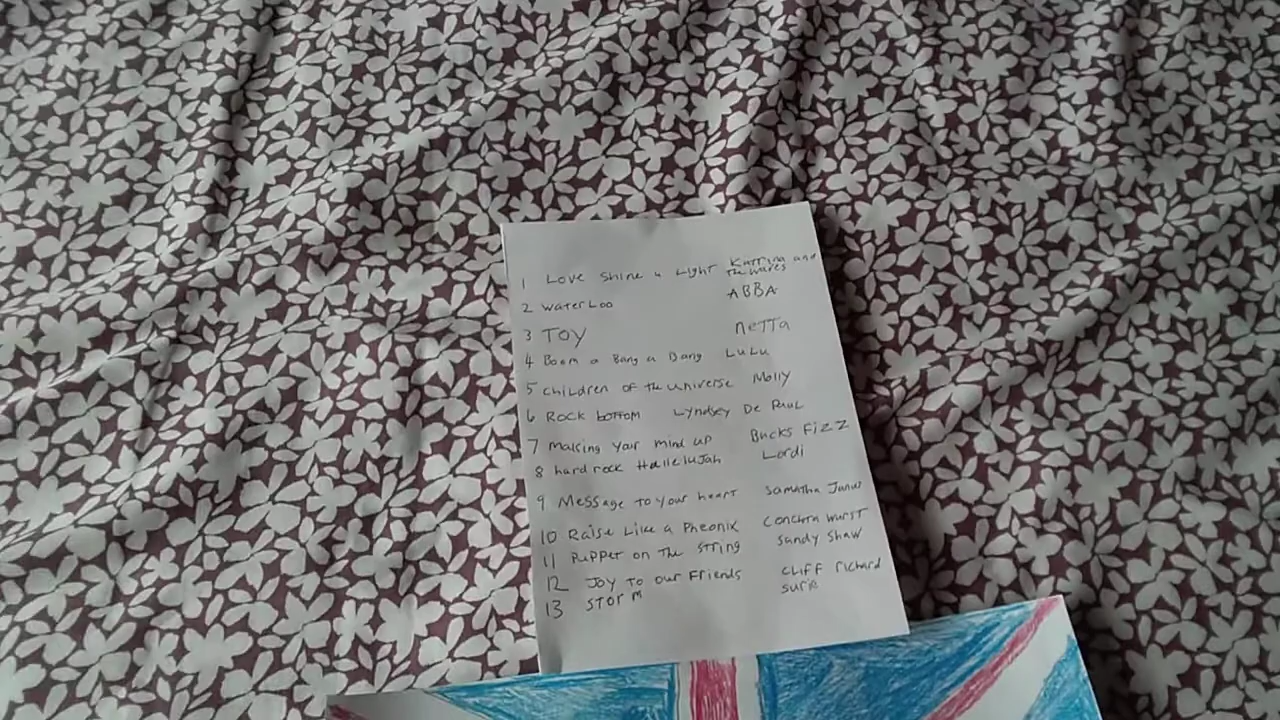 1 Love Shine a Light Katrina and the waves
2 Waterloo ABBA
3 TOY neTTa
4 Boom a Bang a Bang LuLu
5 children of the universe Molly
6 Rock bottom Lyndsey De Paul
7 making your mind up Bucks Fizz
8 hard rock Hallelujah Lordi
9 Message to your heart Samantha Janus
10 Raise Like a Pheonix Conchta Wurst
11 Puppet on The String Sandy Shaw
12 Joy to our Friends Cliff richard
13 STORM Surie